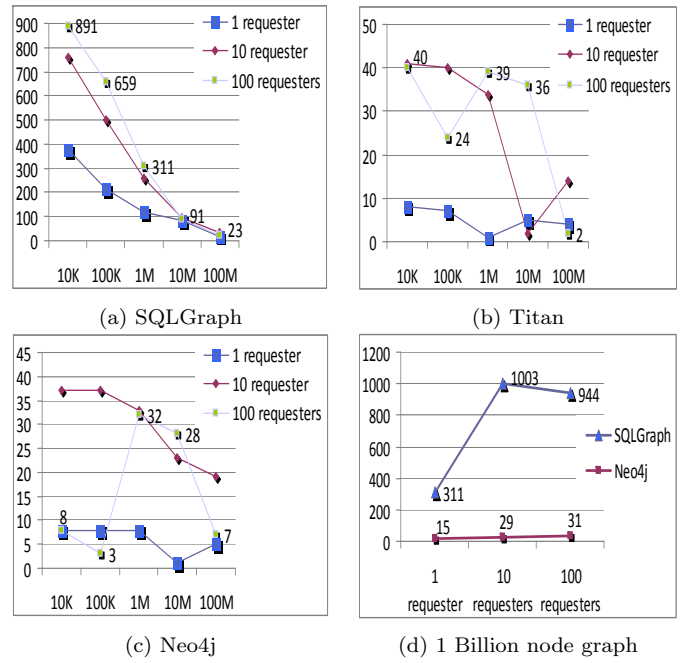 900
800
700
600
500
400
300
200
100
0
891
659
311
91
23
1 requester
10 requester
100 requesters
10K 100K 1M 10M 100M
(a) SQLGraph
50
40
30
20
10
0
40
24
39
36
2
1 requester
10 requester
100 requesters
10K 100K 1M 10M 100M
(b) Titan
45
40
35
30
25
20
15
10
5
0
8
3
32
28
7
1 requester
10 requester
100 requesters
10K 100K 1M 10M 100M
(c) Neo4j
1200
1000
800
600
400
200
0
311
1003
944
15
29
31
SQLGraph
Neo4j
1 10 100
requester requesters requesters
(d) 1 Billion node graph